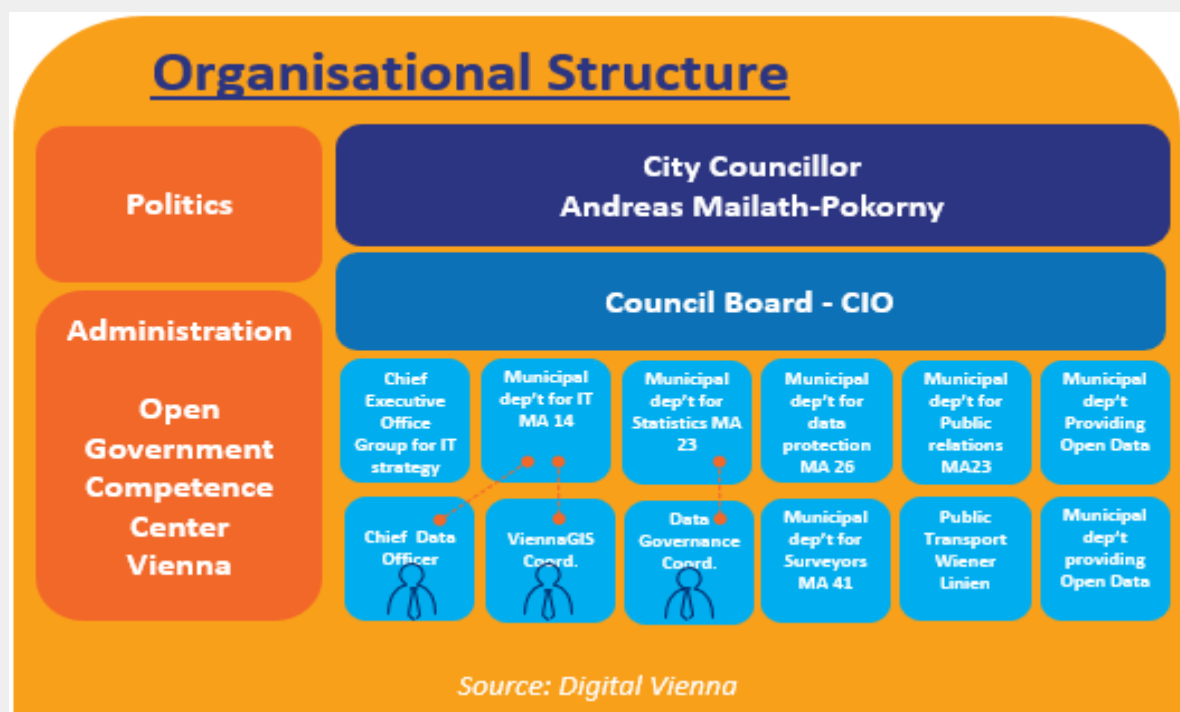 Organisational Structure
Politics
City Councillor
Andreas Mailath-Pokorny
Council Board - CIO
Administration
Open
Government
Competence
Center
Vienna
Chief
Executive
Office
Group for IT
strategy
Municipal
dep't for IT
MA 14
Municipal
dep't for
Statistics MA
23
Municipal
dep't for
data
protection
MA 26
Municipal
dep't for
Public
relations
MA23
Municipal
dep't
Providing
Open Data
Chief Data
Officer
ViennaGIS
Coord.
Data
Governance
Coord.
Municipal
dep't for
Surveyors
MA 41
Public
Transport
Wiener
Linien
Municipal
dep't
providing
Open Data
Source: Digital Vienna